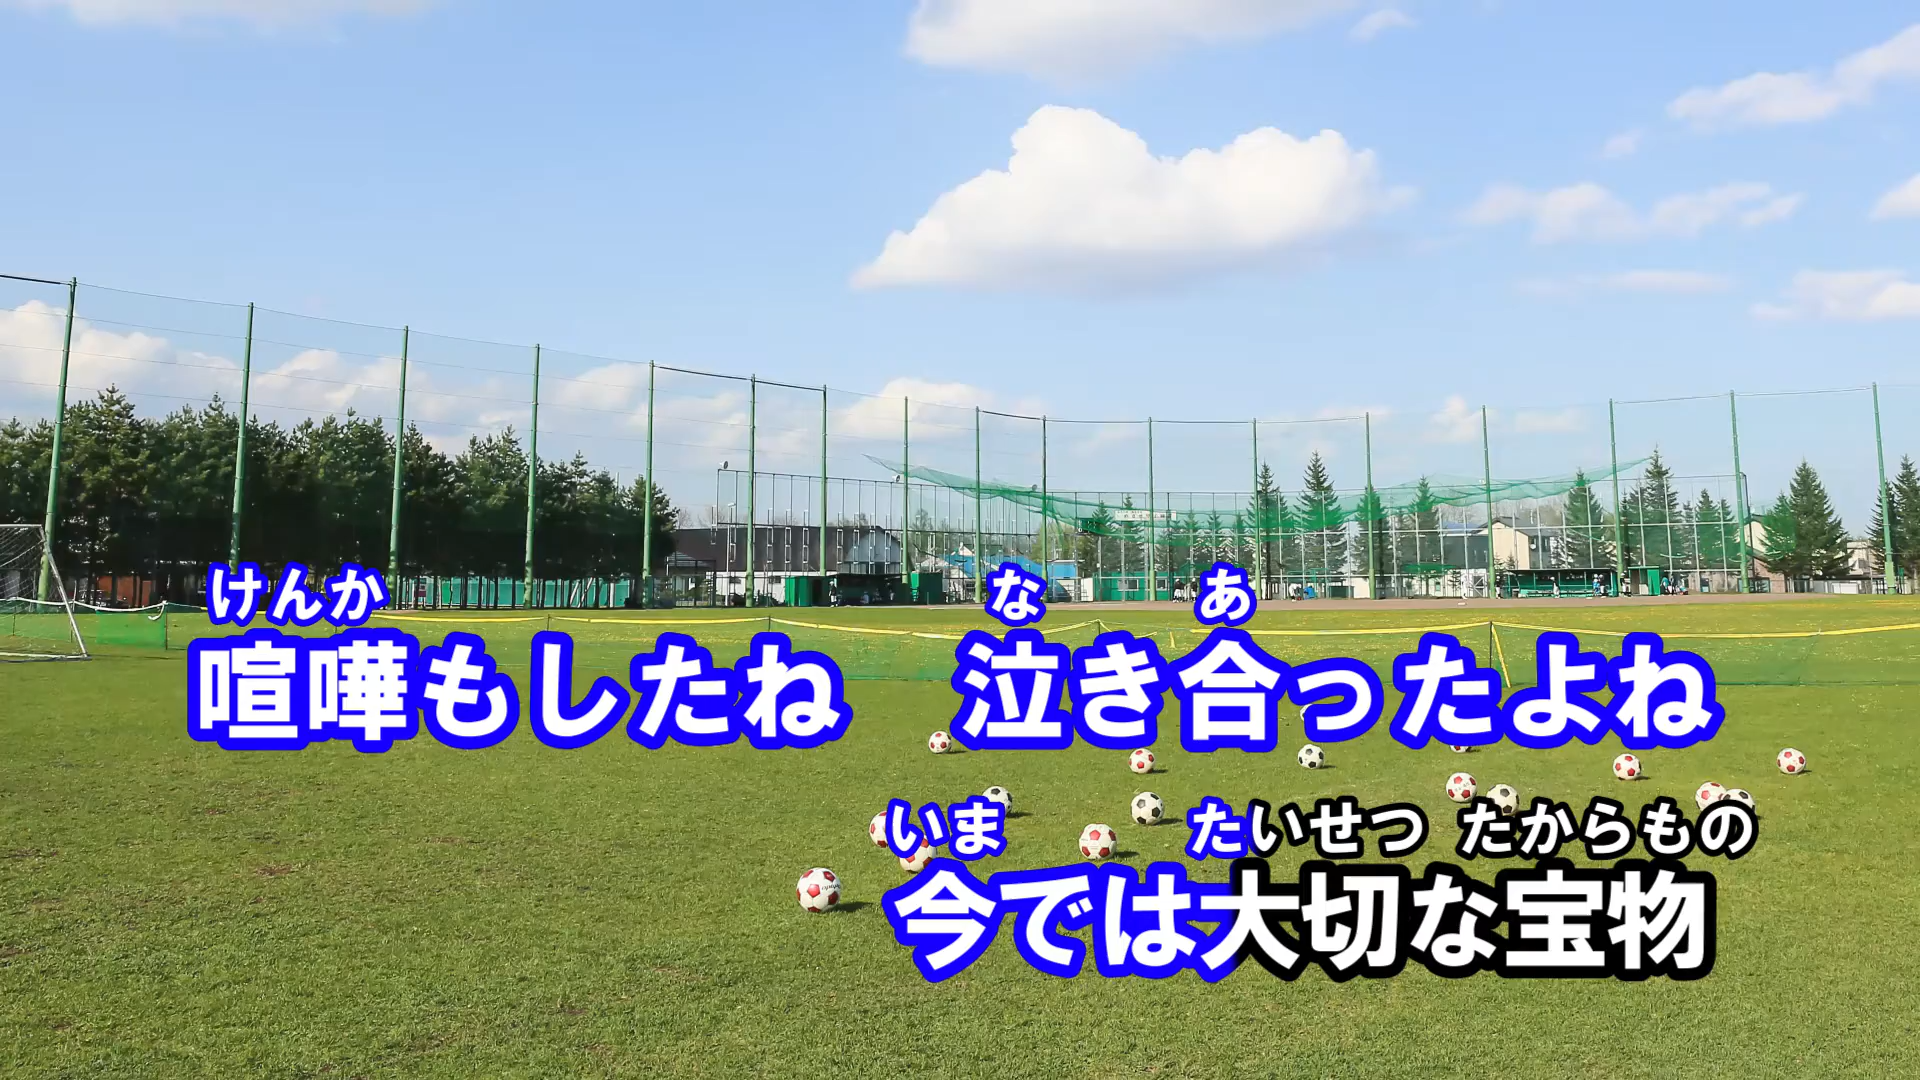 けんか な あ
喧嘩もしたね 泣き合ったよね
いま たいせつ たからもの
今では大切な宝物